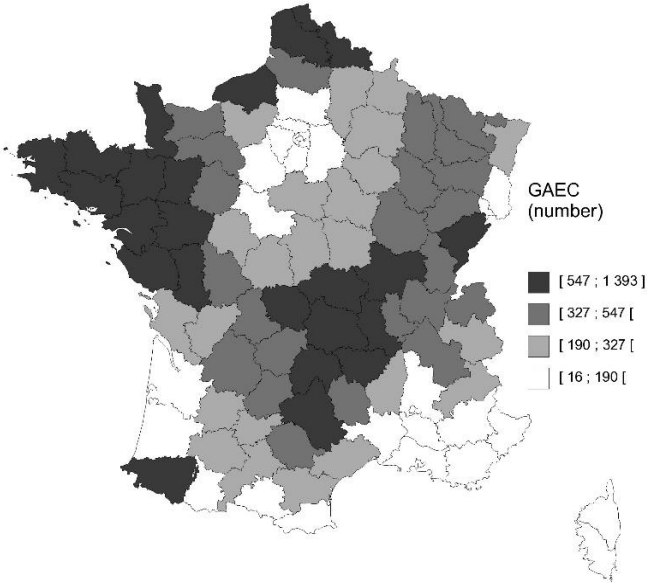 GAEC
(number)
[ 547 ; 1 393 ]
[ 327 ; 547 [
[ 190 ; 327 [
[ 16 ; 190 [